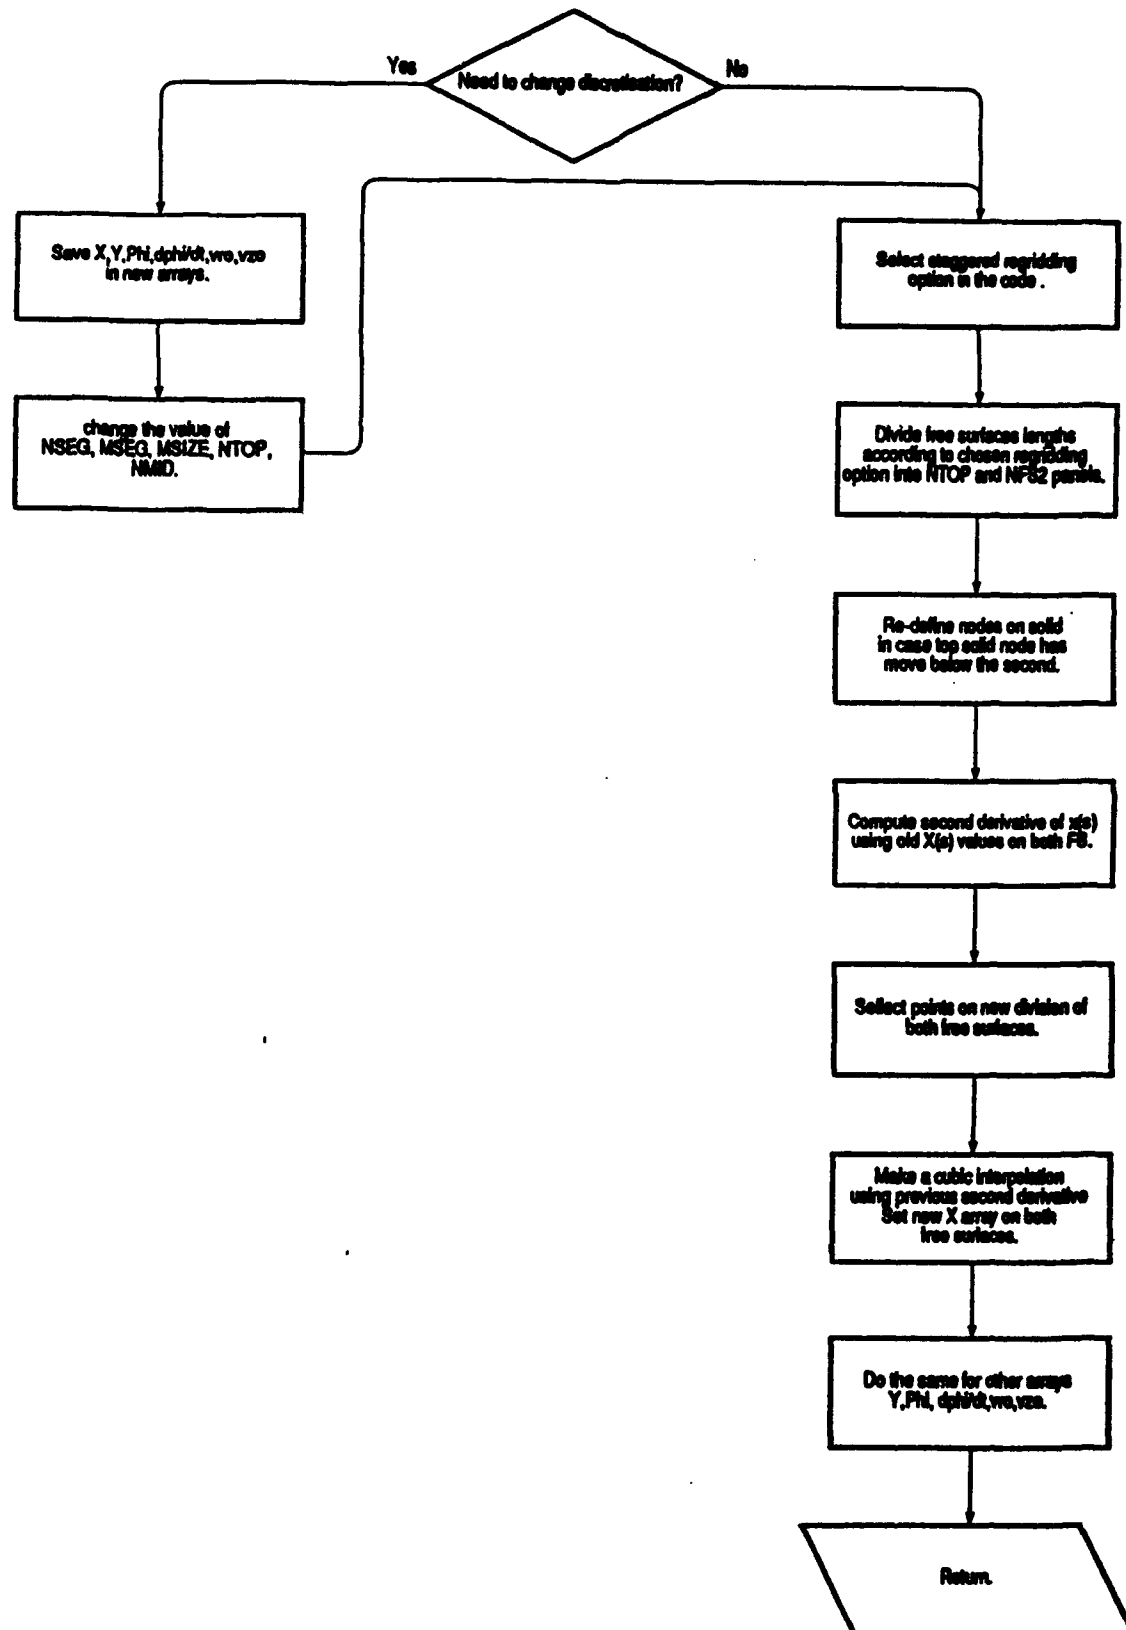 Yes
Need to change discretisation?
No
Save X,Y,Phi,dphi/dt,vro,vzo
in new arrays.
change the value of
NSEG, MSEG, MSIZE, NTOP,
NMID.
Select staggered regridding
option in the code .
Divide free surfaces lengths
according to chosen regridding
option into NTOP and NFS2 panels.
Re-define nodes on solid
in case top solid node has
move below the second.
Compute second derivative of x(s)
using old X(s) values on both FS.
Sellect points on new division of
both free surfaces.
Make a cubic interpolation
using previous second derivative
Set new X array on both
free surfaces.
Do the same for other arrays
Y,Phi, dphi/dt,vro,vzo.
Return.